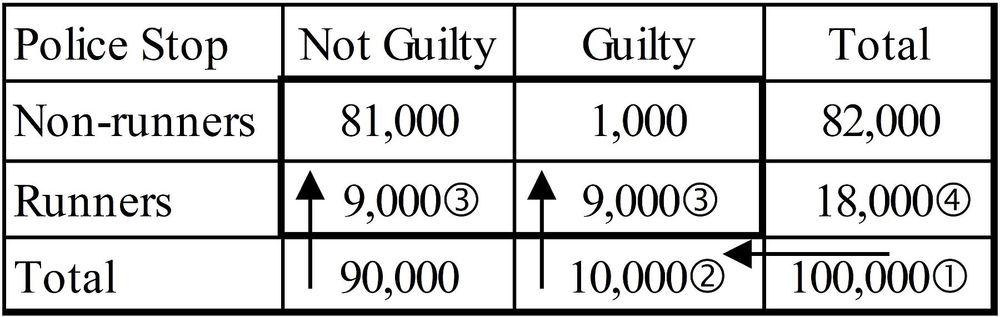 Police Stop Not Guilty Guilty Total
Non-runners 81,000 1,000 82,000
Runners 9,000③ 9,000③ 18,000④
Total 90,000 10,000② 100,000①